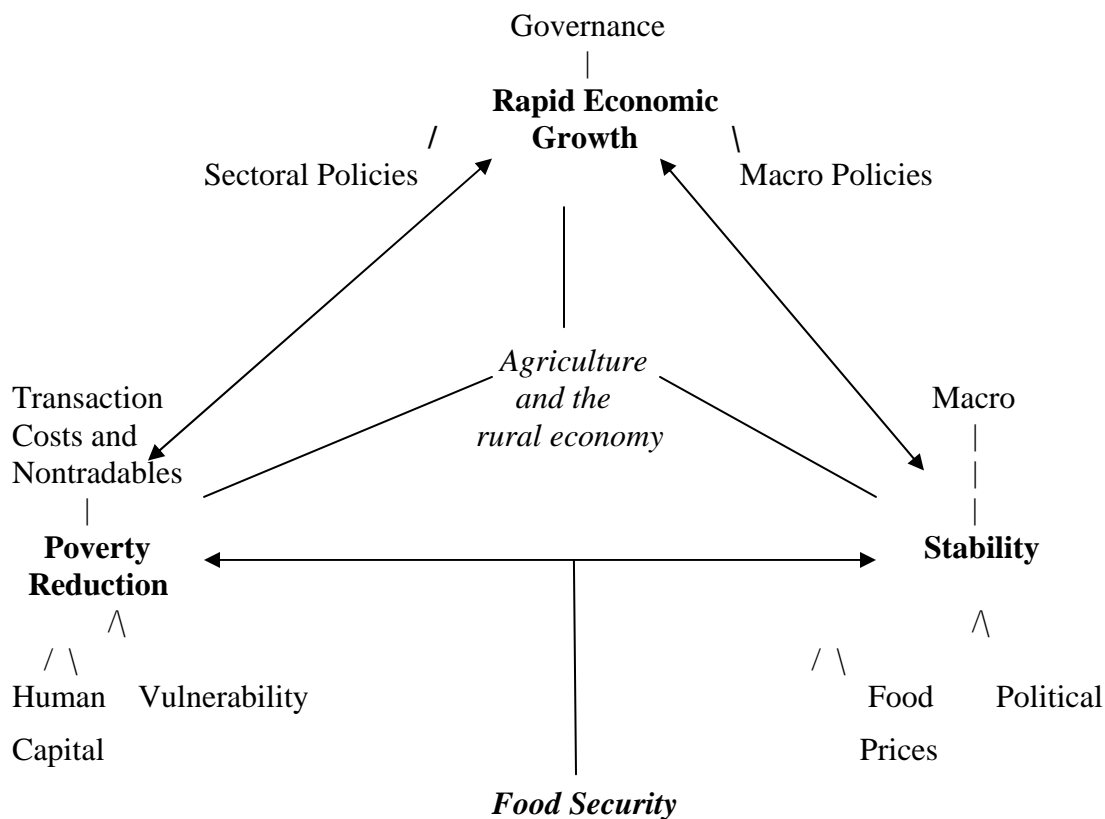 Governance
Rapid Economic
Growth
Sectoral Policies
Macro Policies
Agriculture
and the
rural economy
Transaction
Costs and
Nontradables
Macro
Poverty
Reduction
Stability
Human
Capital
Vulnerability
Food
Prices
Political
Food Security